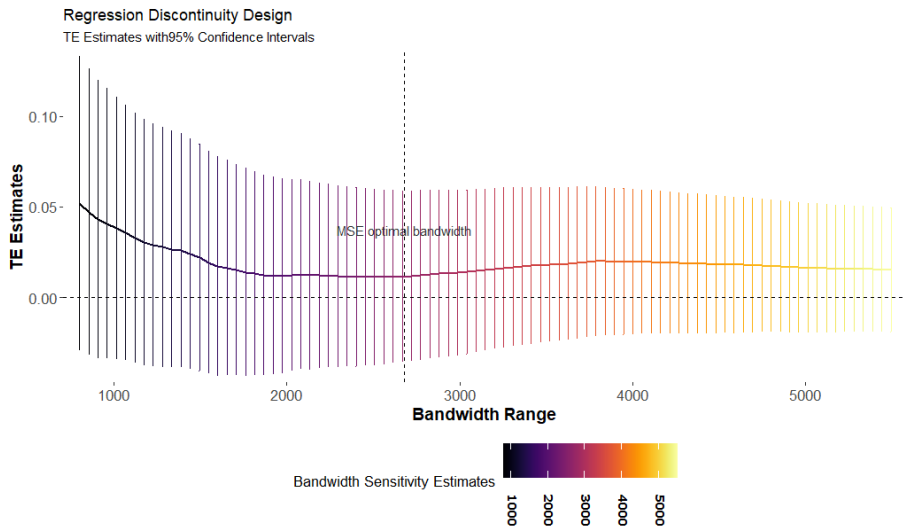 Regression Discontinuity Design
TE Estimates with95% Confidence Intervals
TE Estimates
0.10
0.05
0.00
MSE optimal bandwidth
1000 2000 3000 4000 5000
Bandwidth Range
Bandwidth Sensitivity Estimates
1000 2000 3000 4000 5000